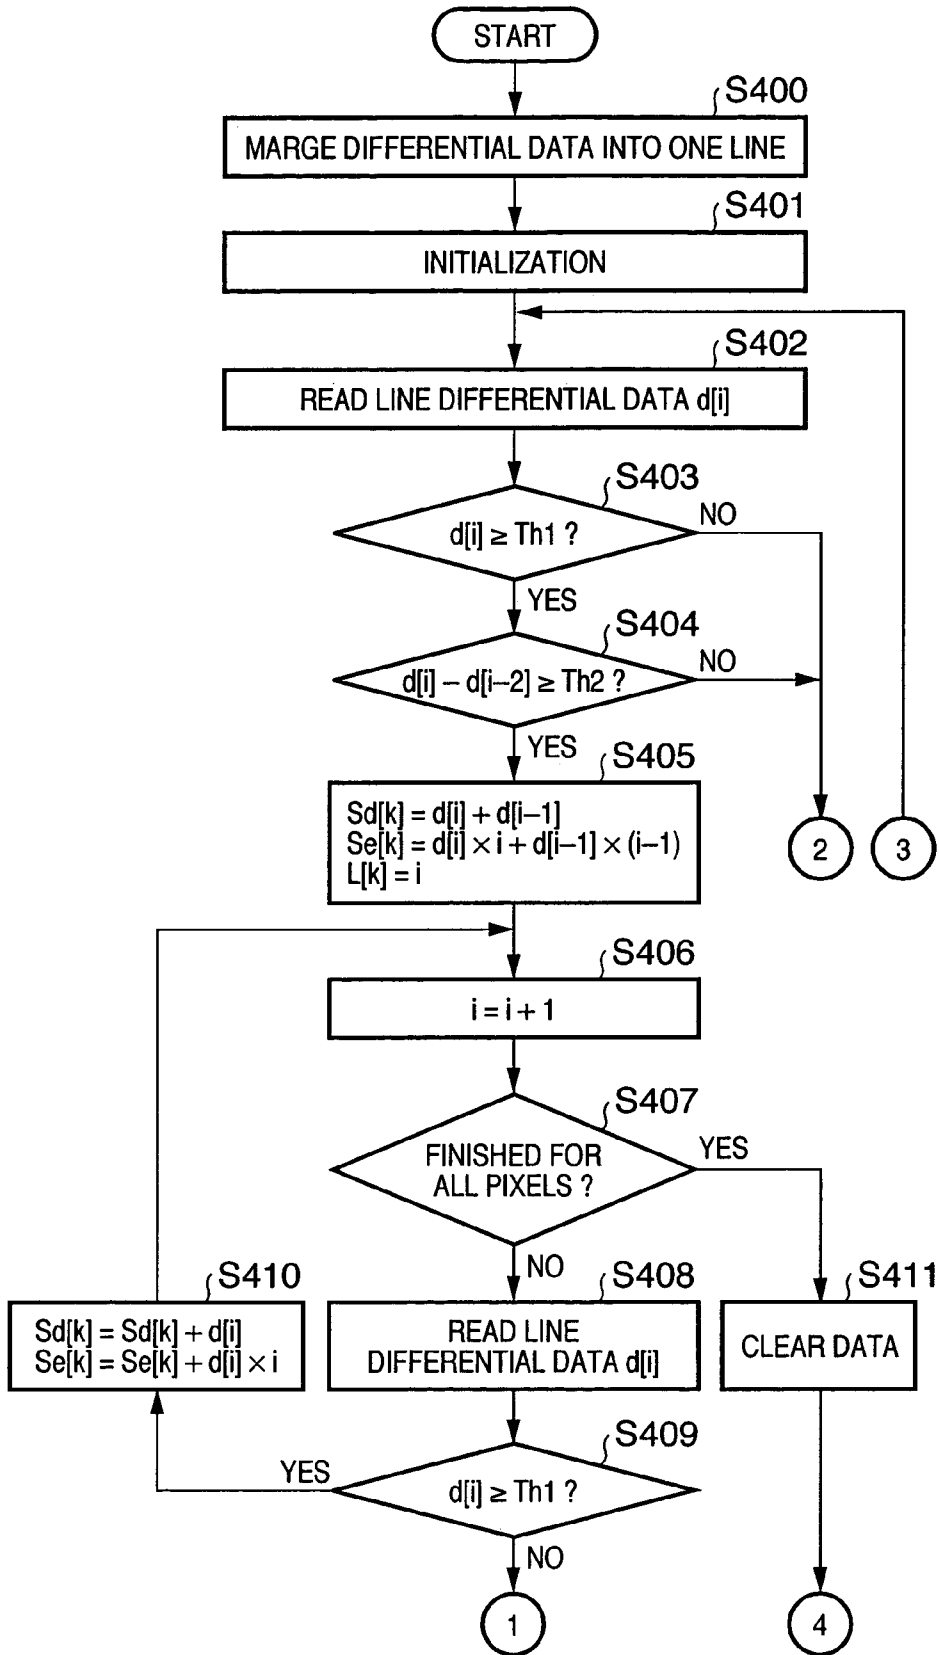 START
S400
MARGE DIFFERENTIAL DATA INTO ONE LINE
S401
INITIALIZATION
S402
READ LINE DIFFERENTIAL DATA d[i]
S403
d[i] ≥ Th1 ?
NO
YES
S404
d[i] – d[i–2] ≥ Th2 ?
NO
YES
S405
Sd[k] = d[i] + d[i–1]
Se[k] = d[i] × i + d[i–1] × (i–1)
L[k] = i
2
3
S406
i = i + 1
S407
FINISHED FOR
ALL PIXELS ?
YES
NO
S410
Sd[k] = Sd[k] + d[i]
Se[k] = Se[k] + d[i] × i
S408
READ LINE
DIFFERENTIAL DATA d[i]
S411
CLEAR DATA
S409
d[i] ≥ Th1 ?
YES
NO
1
4